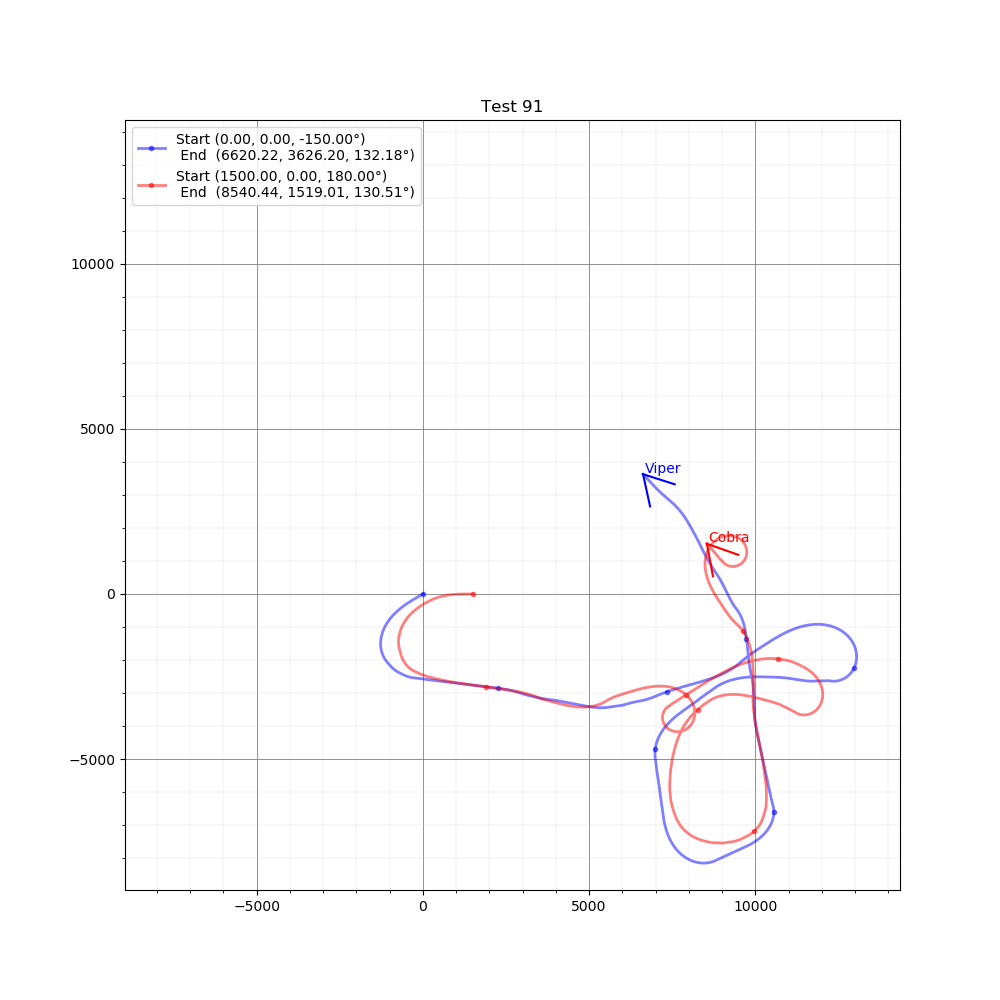 Test 91
Start (0.00, 0.00, -150.00°)
End (6620.22, 3626.20, 132.18°)
Start (1500.00, 0.00, 180.00°)
End (8540.44, 1519.01, 130.51°)
10000
5000
0
−5000
Viper
Cobra
−5000
0
5000
10000